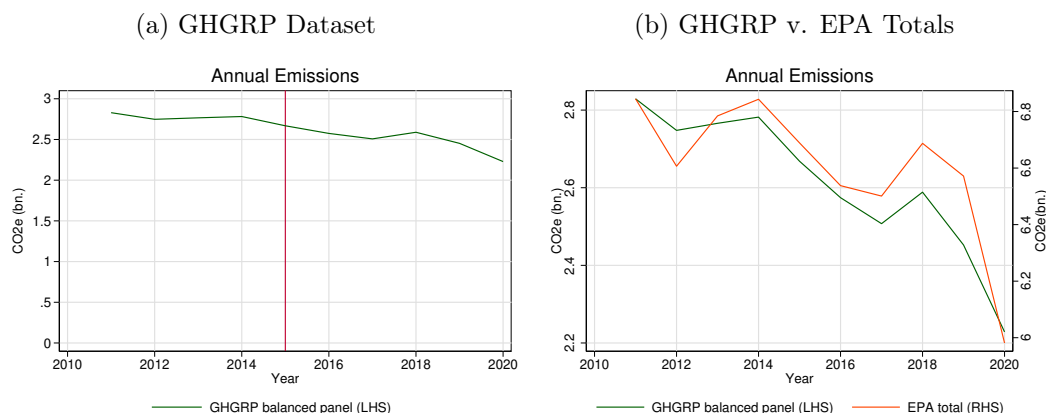 (a) GHGRP Dataset
Annual Emissions
CO2e (bn.)
3
2.5
2
1.5
1
.5
0
2010 2012 2014 2016 2018 2020
Year
GHGRP balanced panel (LHS)
(b) GHGRP v. EPA Totals
Annual Emissions
CO2e (bn.)
2.8
2.6
2.4
2.2
6.8
6.6
6.4
6.2
6
CO2e(bn.)
2010 2012 2014 2016 2018 2020
Year
GHGRP balanced panel (LHS) EPA total (RHS)